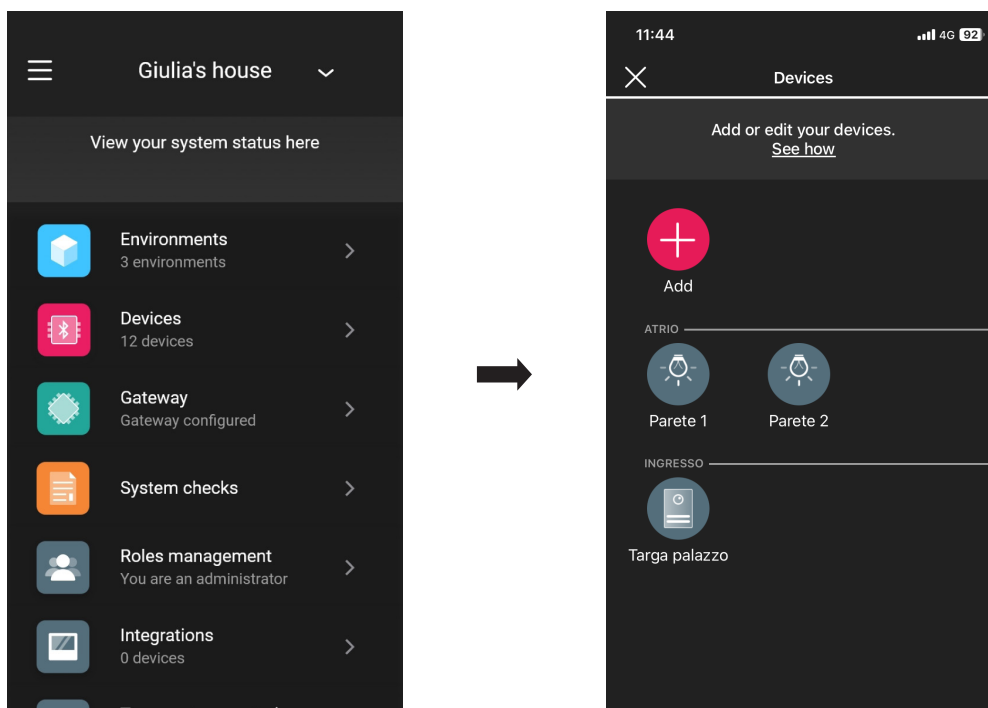 Giulia's house
View your system status here
Environments
3 environments
Devices
12 devices
Gateway
Gateway configured
System checks
Roles management
You are an administrator
Integrations
0 devices
11:44
4G 92
Devices
Add or edit your devices.
See how
Add
ATRIO
Parete 1
Parete 2
INGRESSO
Targa palazzo